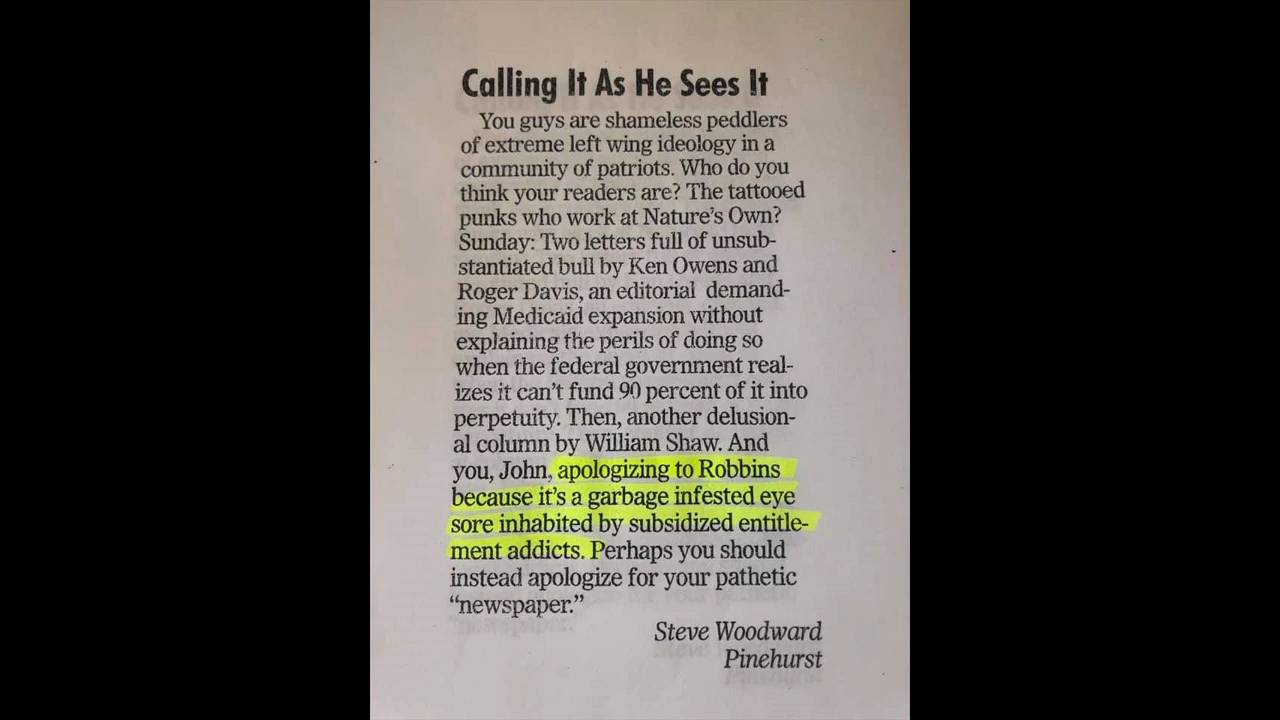 Calling It As He Sees It
You guys are shameless peddlers
of extreme left wing ideology in a
community of patriots. Who do you
think your readers are? The tattooed
punks who work at Nature's Own?
Sunday: Two letters full of unsub-
stantiated bull by Ken Owens and
Roger Davis, an editorial demand-
ing Medicaid expansion without
explaining the perils of doing so
when the federal government real-
izes it can't fund 90 percent of it into
perpetuity. Then, another delusion-
al column by William Shaw. And
you, John, apologizing to Robbins
because it's a garbage infested eye
sore inhabited by subsidized entitle-
ment addicts. Perhaps you should
instead apologize for your pathetic
“newspaper.”
Steve Woodward
Pinehurst